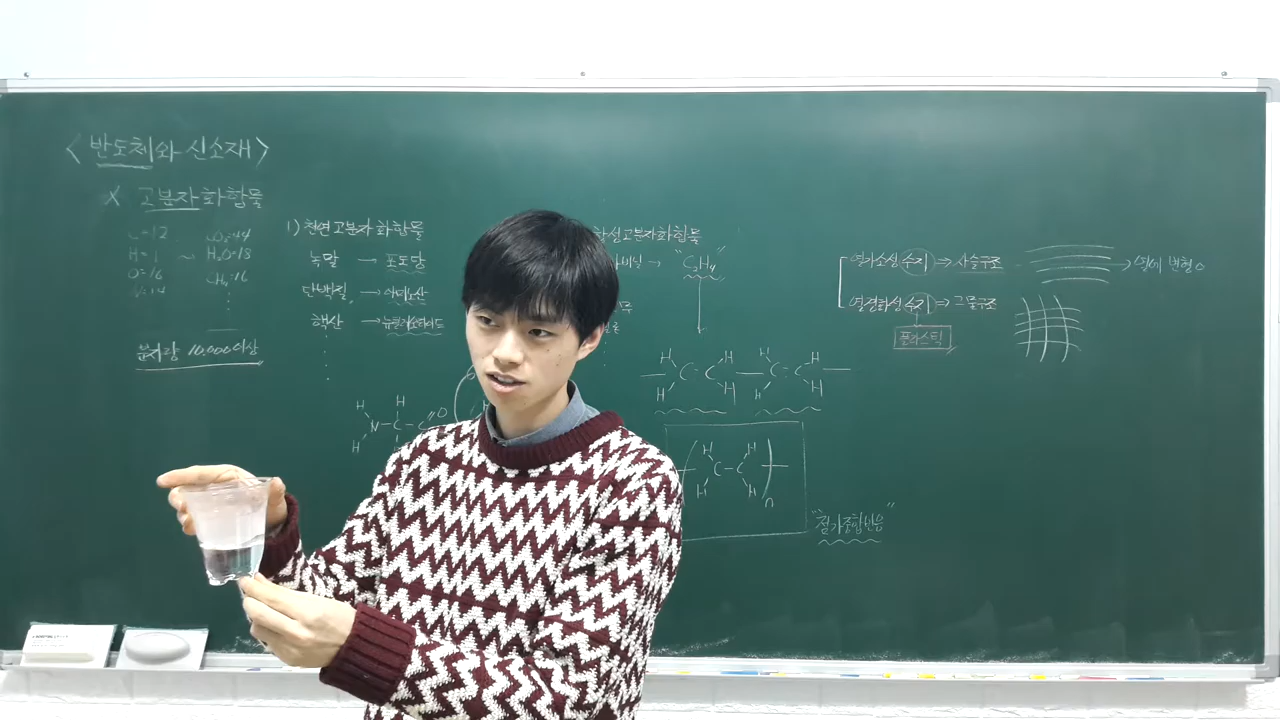 <반도체와 신소재>
X 고분자화합물
C=12 CO₂=44
H=1 ~ H₂O=18
O=16 CH₄=16
N=14
분자량 10,000이상
1) 천연고분자 화합물
녹말 → 포도당
단백질, → 아미노산
핵산 → 뉴클레오타이드
H H O
N-C-C
H
합성고분자화합물
비닐 → "C₂H₄"
H H H H
C-C C-C
H H H H
H H
C-C
H H n
"첨가중합반응"
열가소성 수지 ⇒ 사슬구조 → 열에 변형 o
열경화성 수지 ⇒ 그물구조
플라스틱